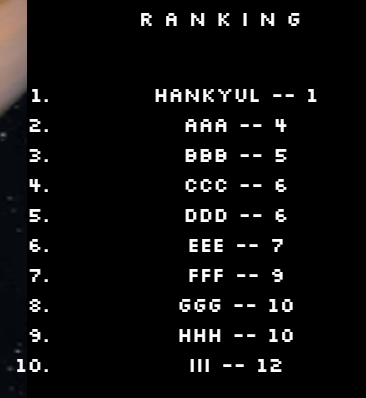 R A N K I N G
1. HANKYUL -- 1
2. AAA -- 4
3. BBB -- 5
4. CCC -- 6
5. DDD -- 6
6. EEE -- 7
7. FFF -- 9
8. GGG -- 10
9. HHH -- 10
10. III -- 12